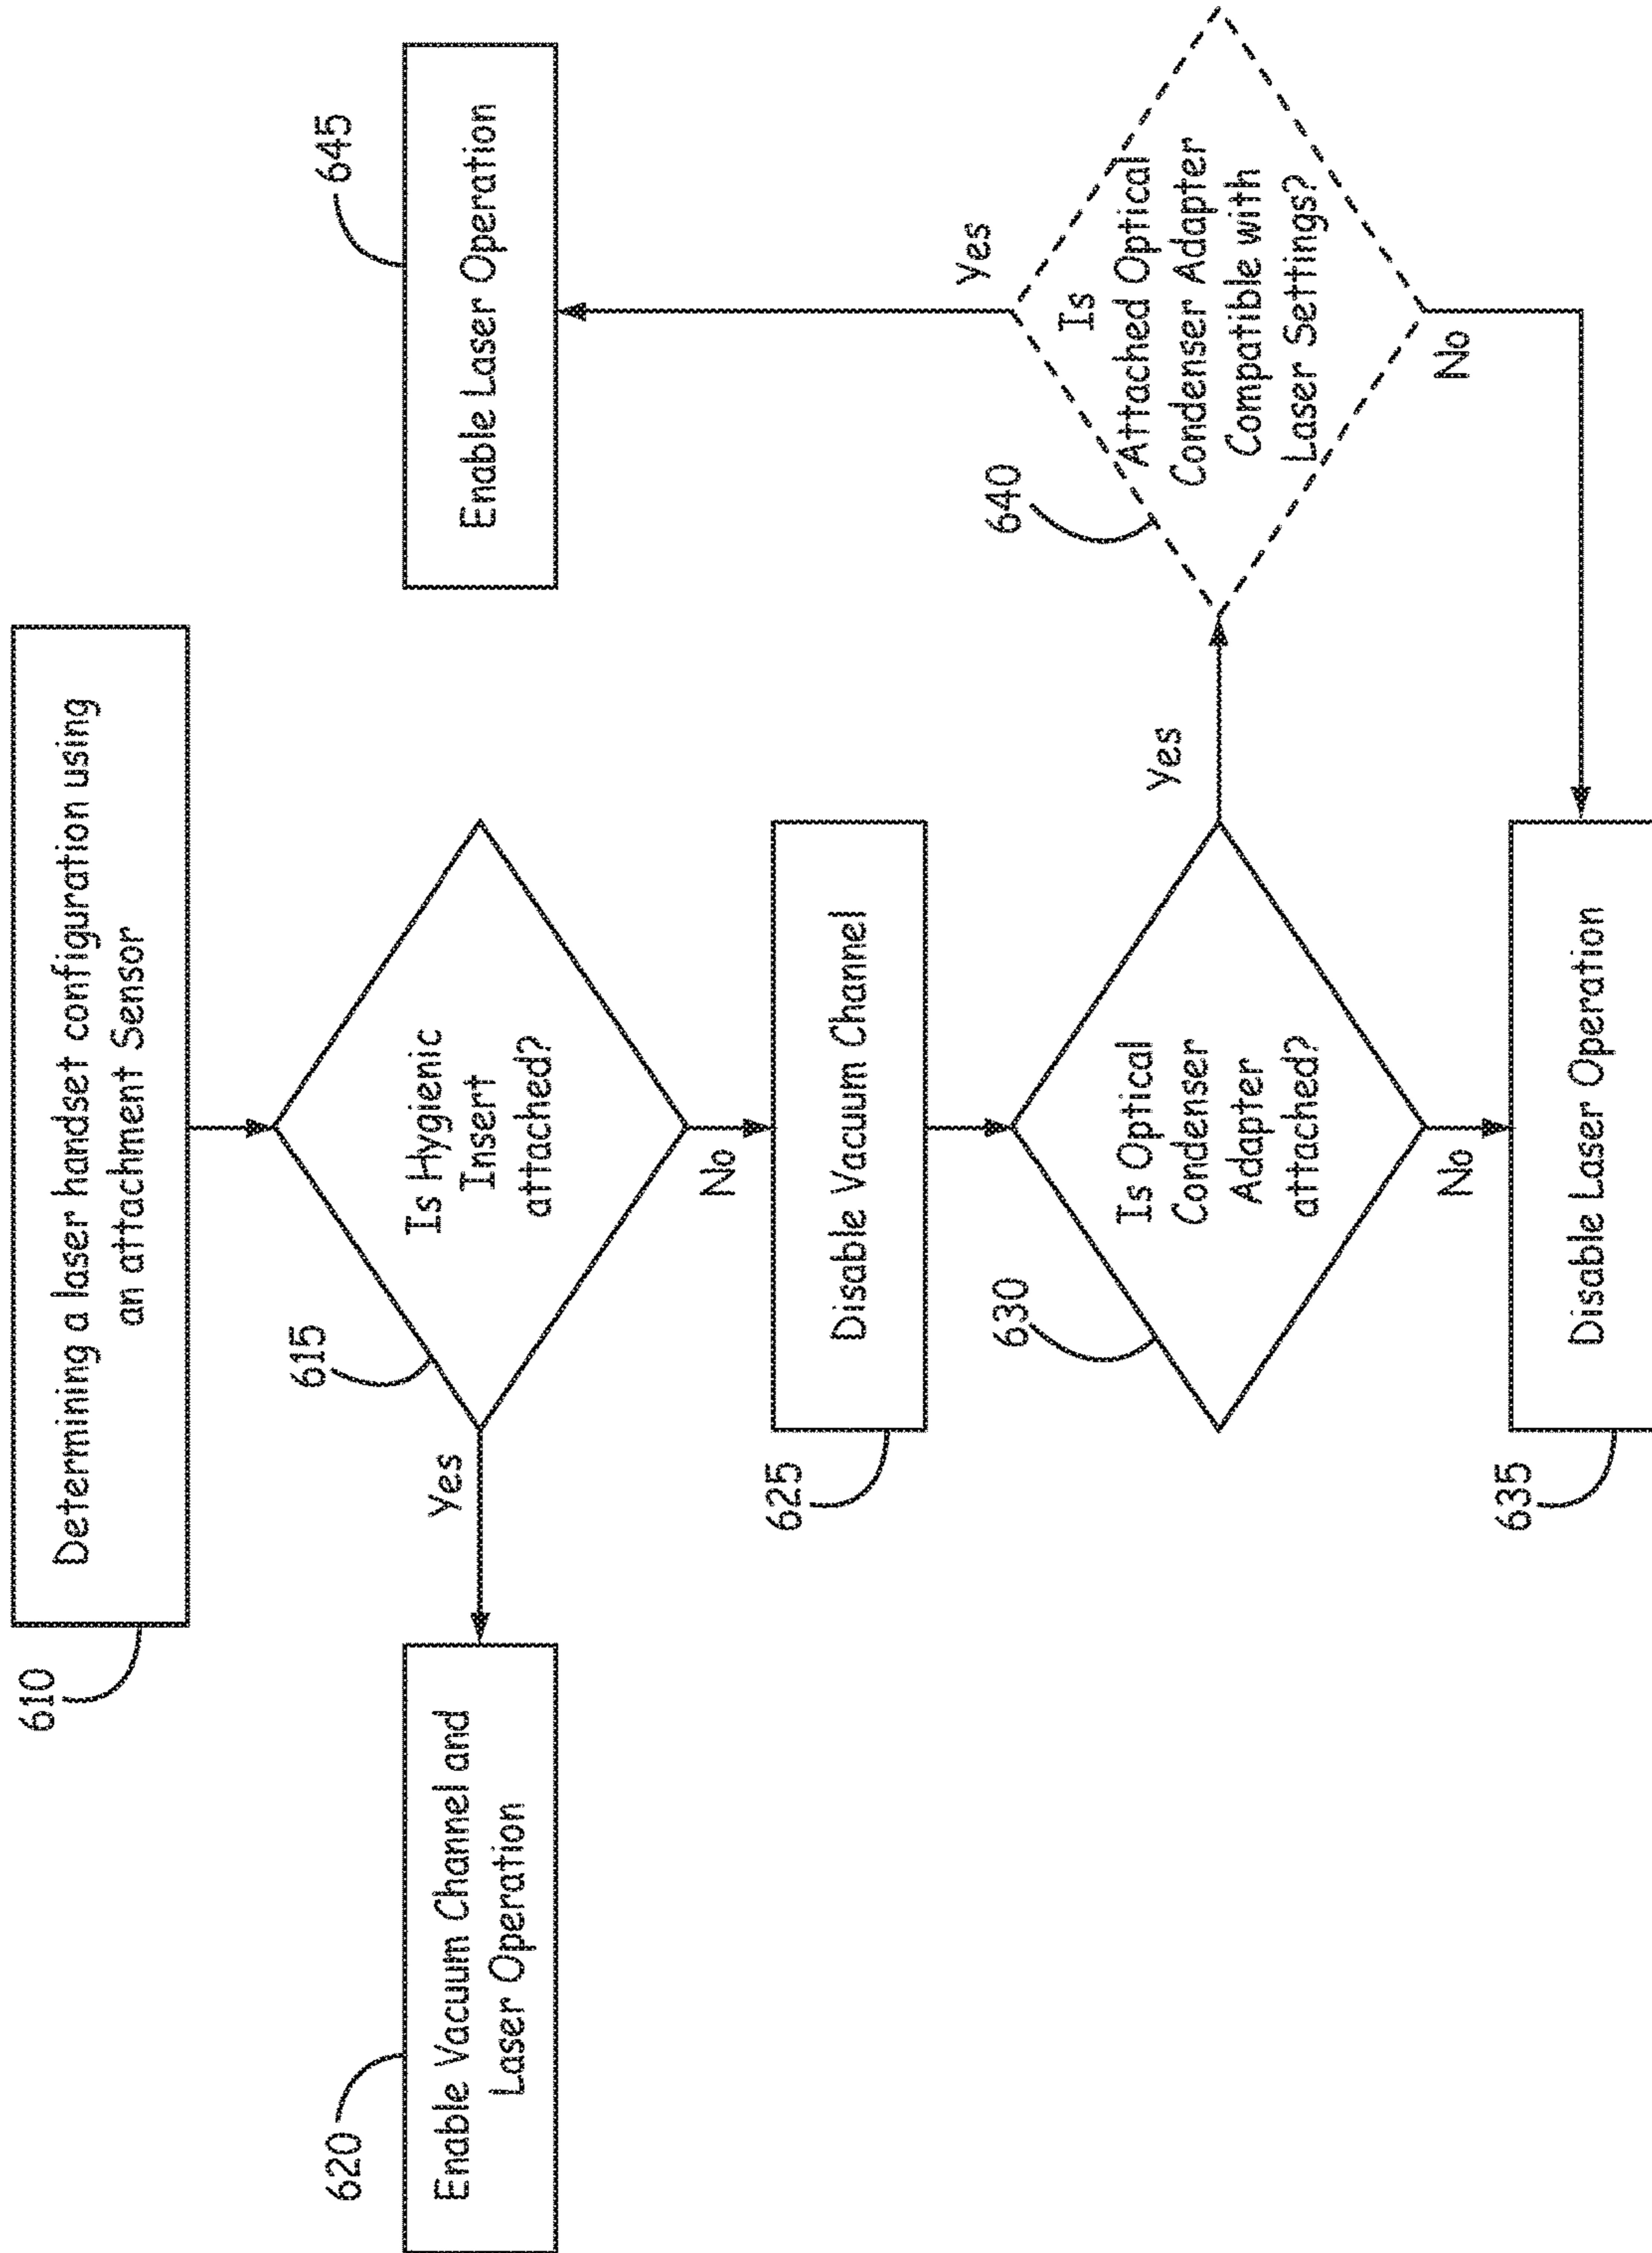 610
Determining a laser handset configuration using
an attachment Sensor
615
Is Hygienic
Insert
attached?
Yes
No
620
Enable Vacuum Channel and
Laser Operation
625
Disable Vacuum Channel
630
Is Optical
Condenser
Adapter
attached?
Yes
No
635
Disable Laser Operation
640
Is
Attached Optical
Condenser Adapter
Compatible with
Laser Settings?
Yes
No
645
Enable Laser Operation